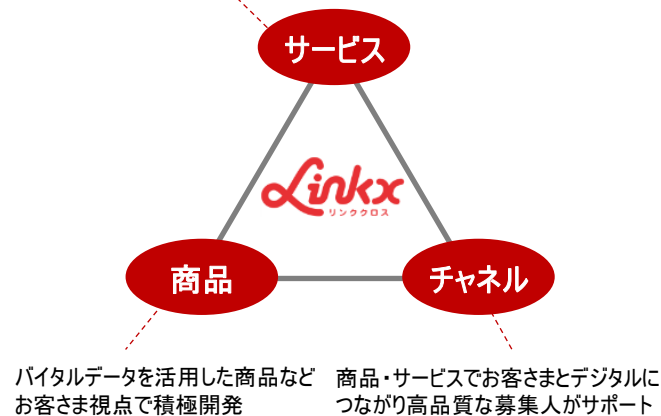 サービス
Linkx
リンククロス
商品
チャネル
バイタルデータを活用した商品など
お客さま視点で積極開発
商品・サービスでお客さまとデジタルに
つながり高品質な募集人がサポート